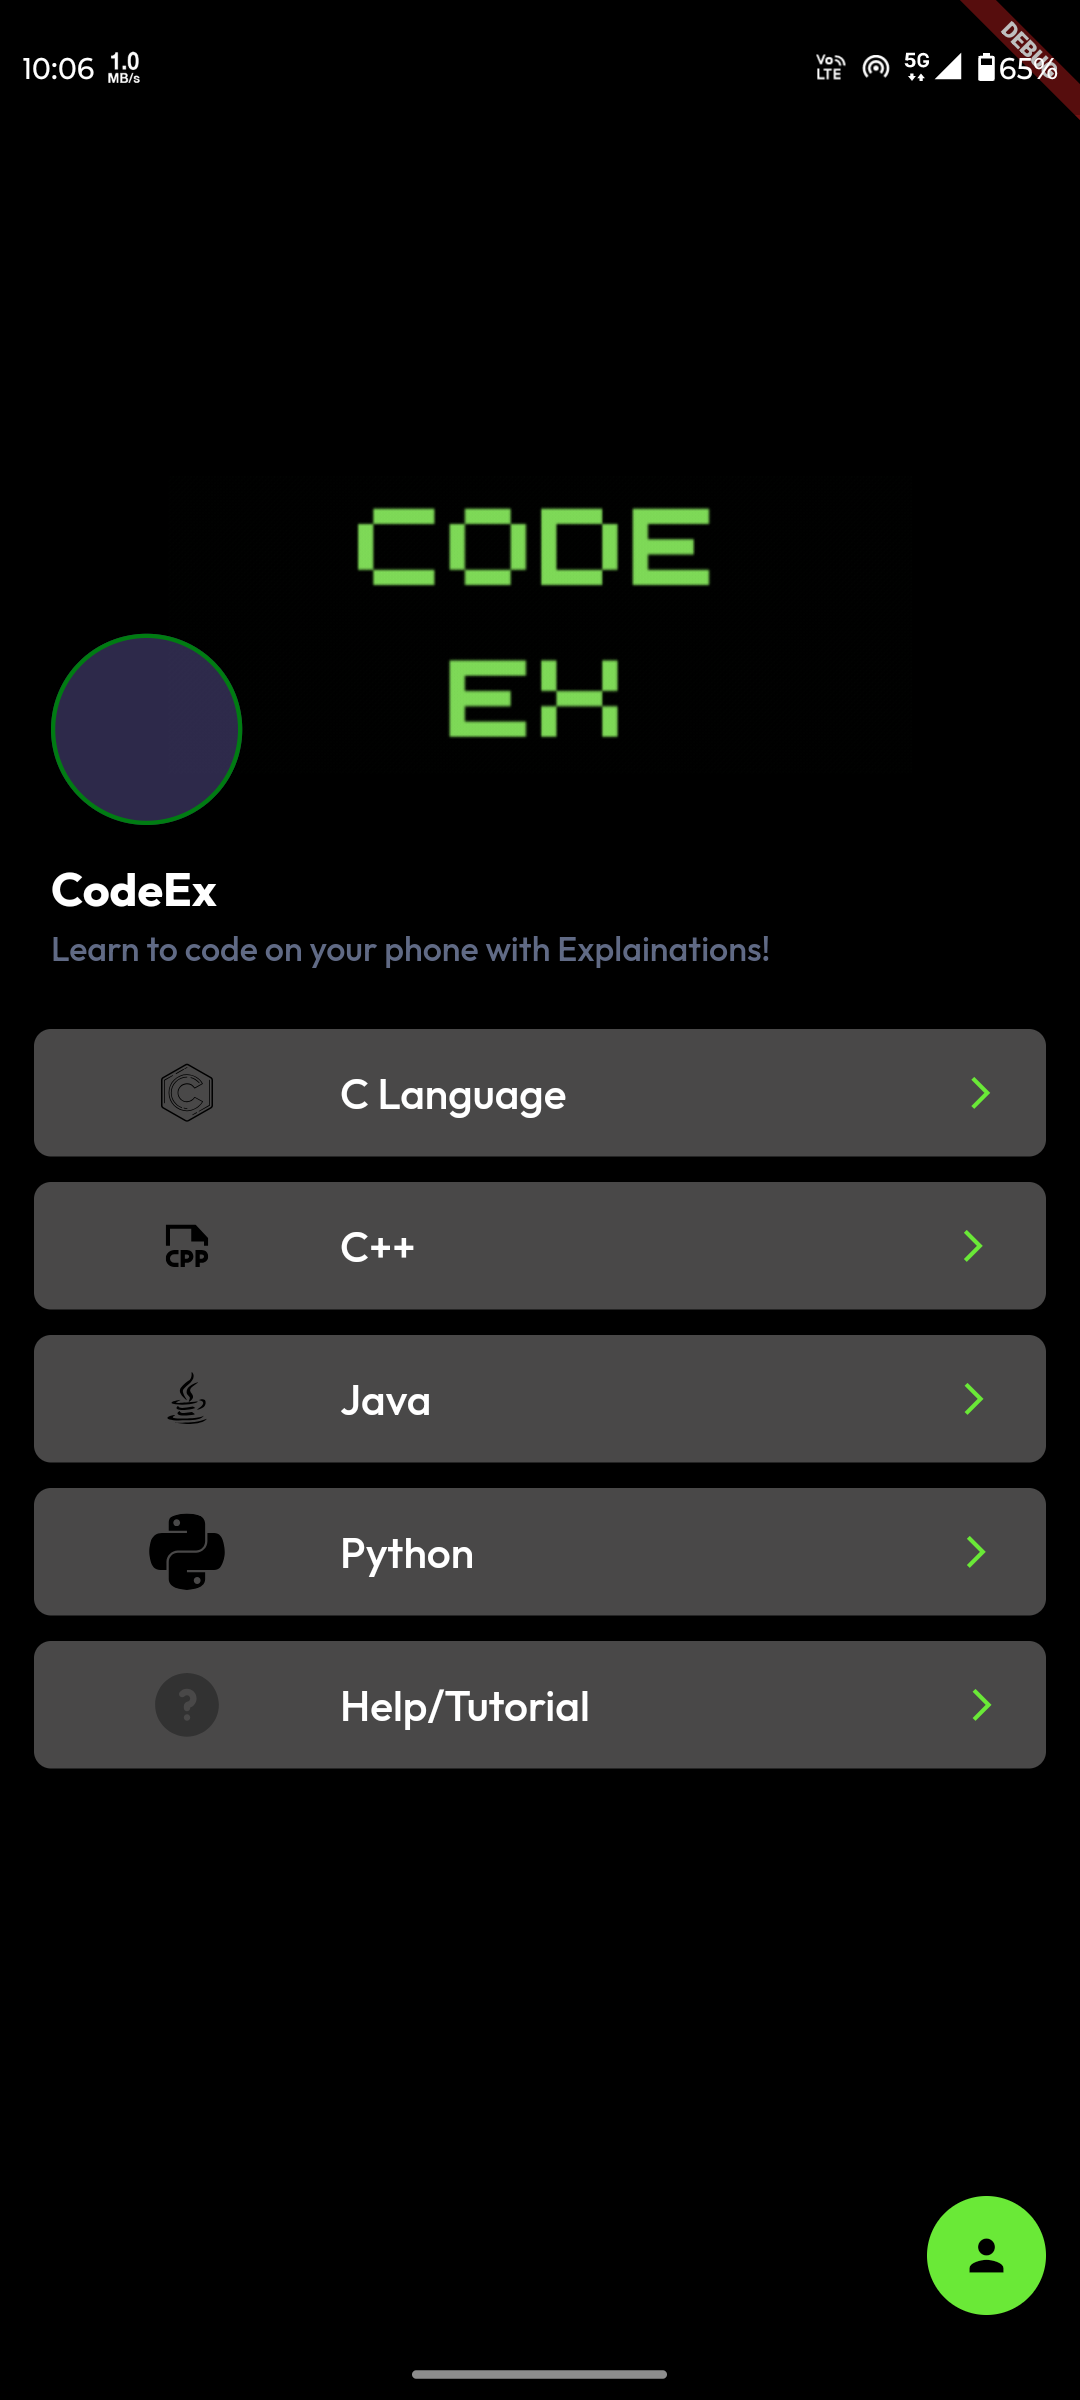 10:06 1.0 MB/s Vo LTE 5G 65% DEBUG
CODE
EX
CodeEx
Learn to code on your phone with Explainations!
C Language
CPP C++
Java
Python
? Help/Tutorial